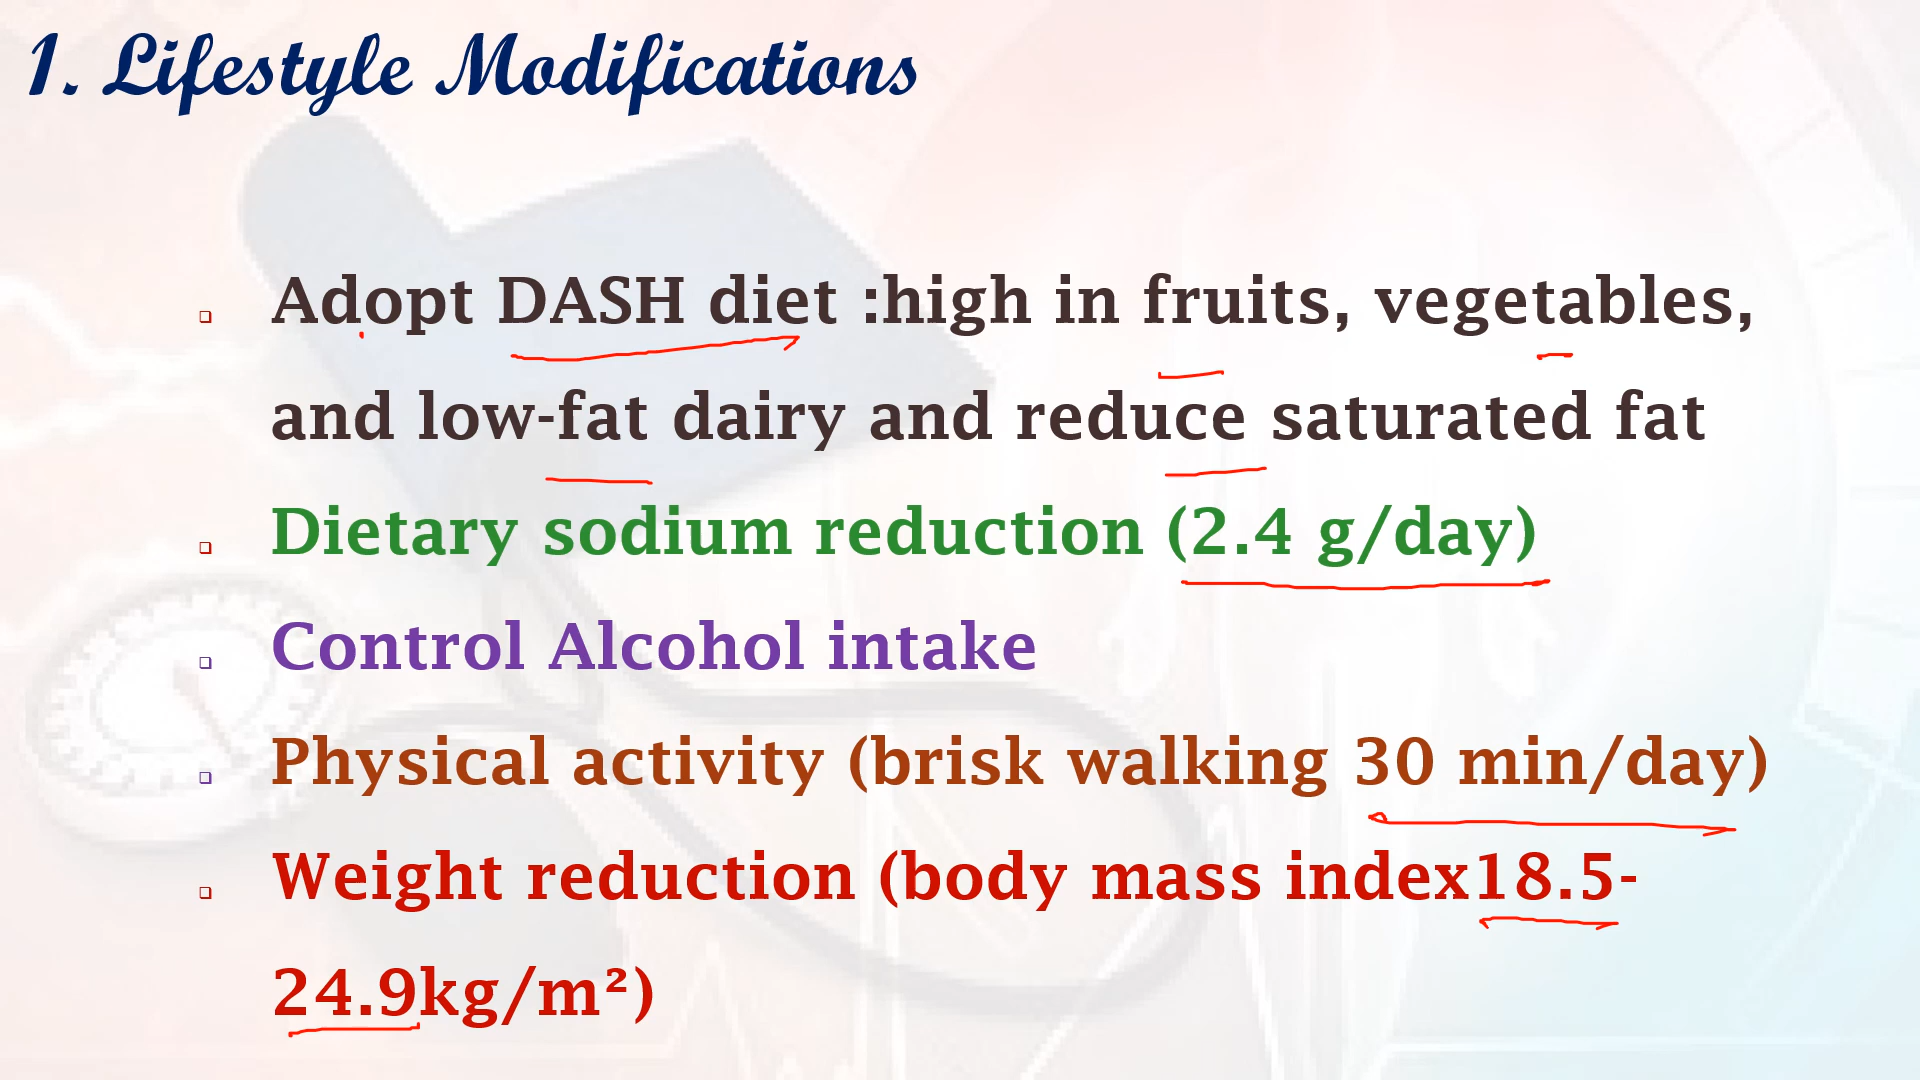 1. Lifestyle Modifications
❑ Adopt DASH diet :high in fruits, vegetables,
and low-fat dairy and reduce saturated fat
❑ Dietary sodium reduction (2.4 g/day)
❑ Control Alcohol intake
❑ Physical activity (brisk walking 30 min/day)
❑ Weight reduction (body mass index18.5-
24.9kg/m²)